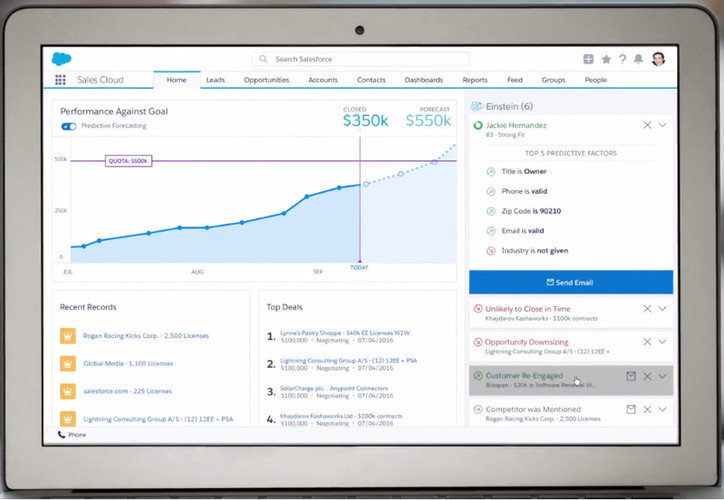 Search Salesforce
Sales Cloud
Home
Leads
Opportunities
Accounts
Contacts
Dashboards
Reports
Feed
Groups
People
Performance Against Goal
Predictive Forecasting
CLOSED
$350k
FORECAST
$550k
500k
QUOTA: $500k
250k
0
JUL
AUG
SEP
TODAY
Recent Records
Rogan Racing Kicks Corp. - 2,500 Licenses
Global Media - 1,100 Licenses
salesforce.com - 225 Licenses
Lightning Consulting Group A/S - (12) 12EE + PSA
Top Deals
1. Lynne's Pastry Shoppe - $40k EE Licenses W2W
$100,000 - Negotiating - 07/04/2016
2. Lightning Consulting Group A/S - (12) 12EE + PSA
$100,000 - Negotiating - 07/04/2016
3. SolarCharge plc. - Anypoint Connectors
$100,000 - Negotiating - 07/04/2016
4. Khaydarov Kashaworks Ltd - $100k contracts
$100,000 - Negotiating - 07/04/2016
Einstein (6)
Jackie Hernandez
83 - Strong Fit
TOP 5 PREDICTIVE FACTORS
Title is Owner
Phone is valid
Zip Code is 90210
Email is valid
Industry is not given
Send Email
Unlikely to Close in Time
Khaydarov Kashaworks - $100k contracts
Opportunity Downsizing
Lightning Consulting Group A/S - (12) 12EE +
Customer Re-Engaged
Biospan - $20k in Software Renewal W...
Competitor was Mentioned
Rogan Racing Kicks Corp. - 2,500 Licenses
Phone